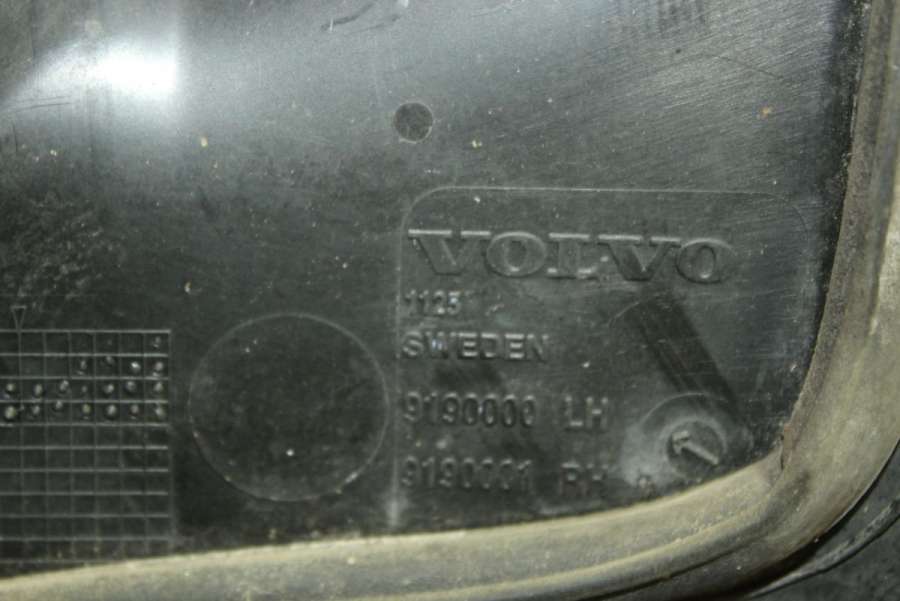 VOLVO
1125
SWEDEN
9190000 LH
9190001 RH